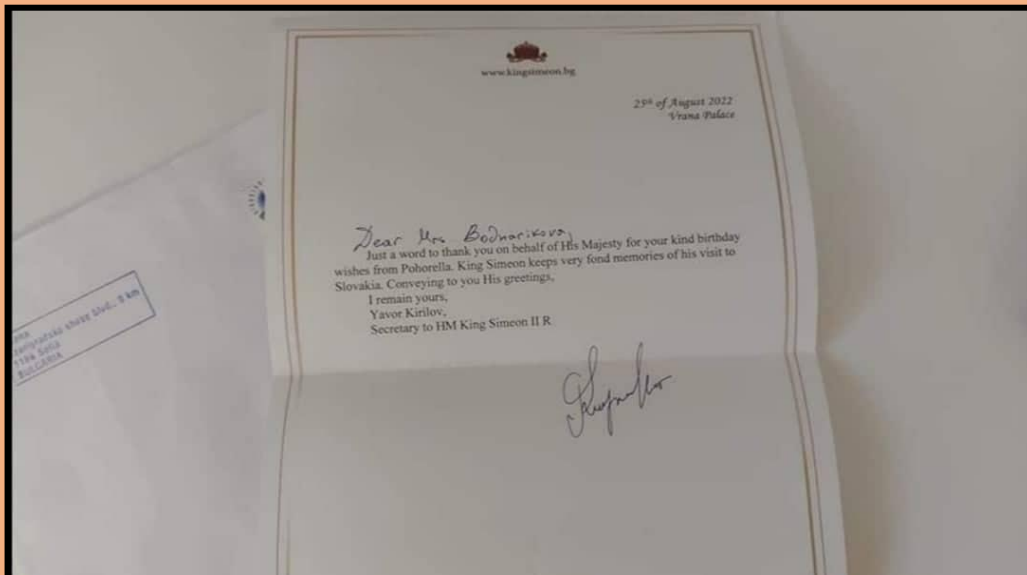 www.kingsimeon.bg
25th of August 2022
Vrana Palace
Dear Mrs Bodnarikova,
Just a word to thank you on behalf of His Majesty for your kind birthday
wishes from Pohorella. King Simeon keeps very fond memories of his visit to
Slovakia. Conveying to you His greetings,
I remain yours,
Yavor Kirilov,
Secretary to HM King Simeon II R
Sofia
BULGARIA